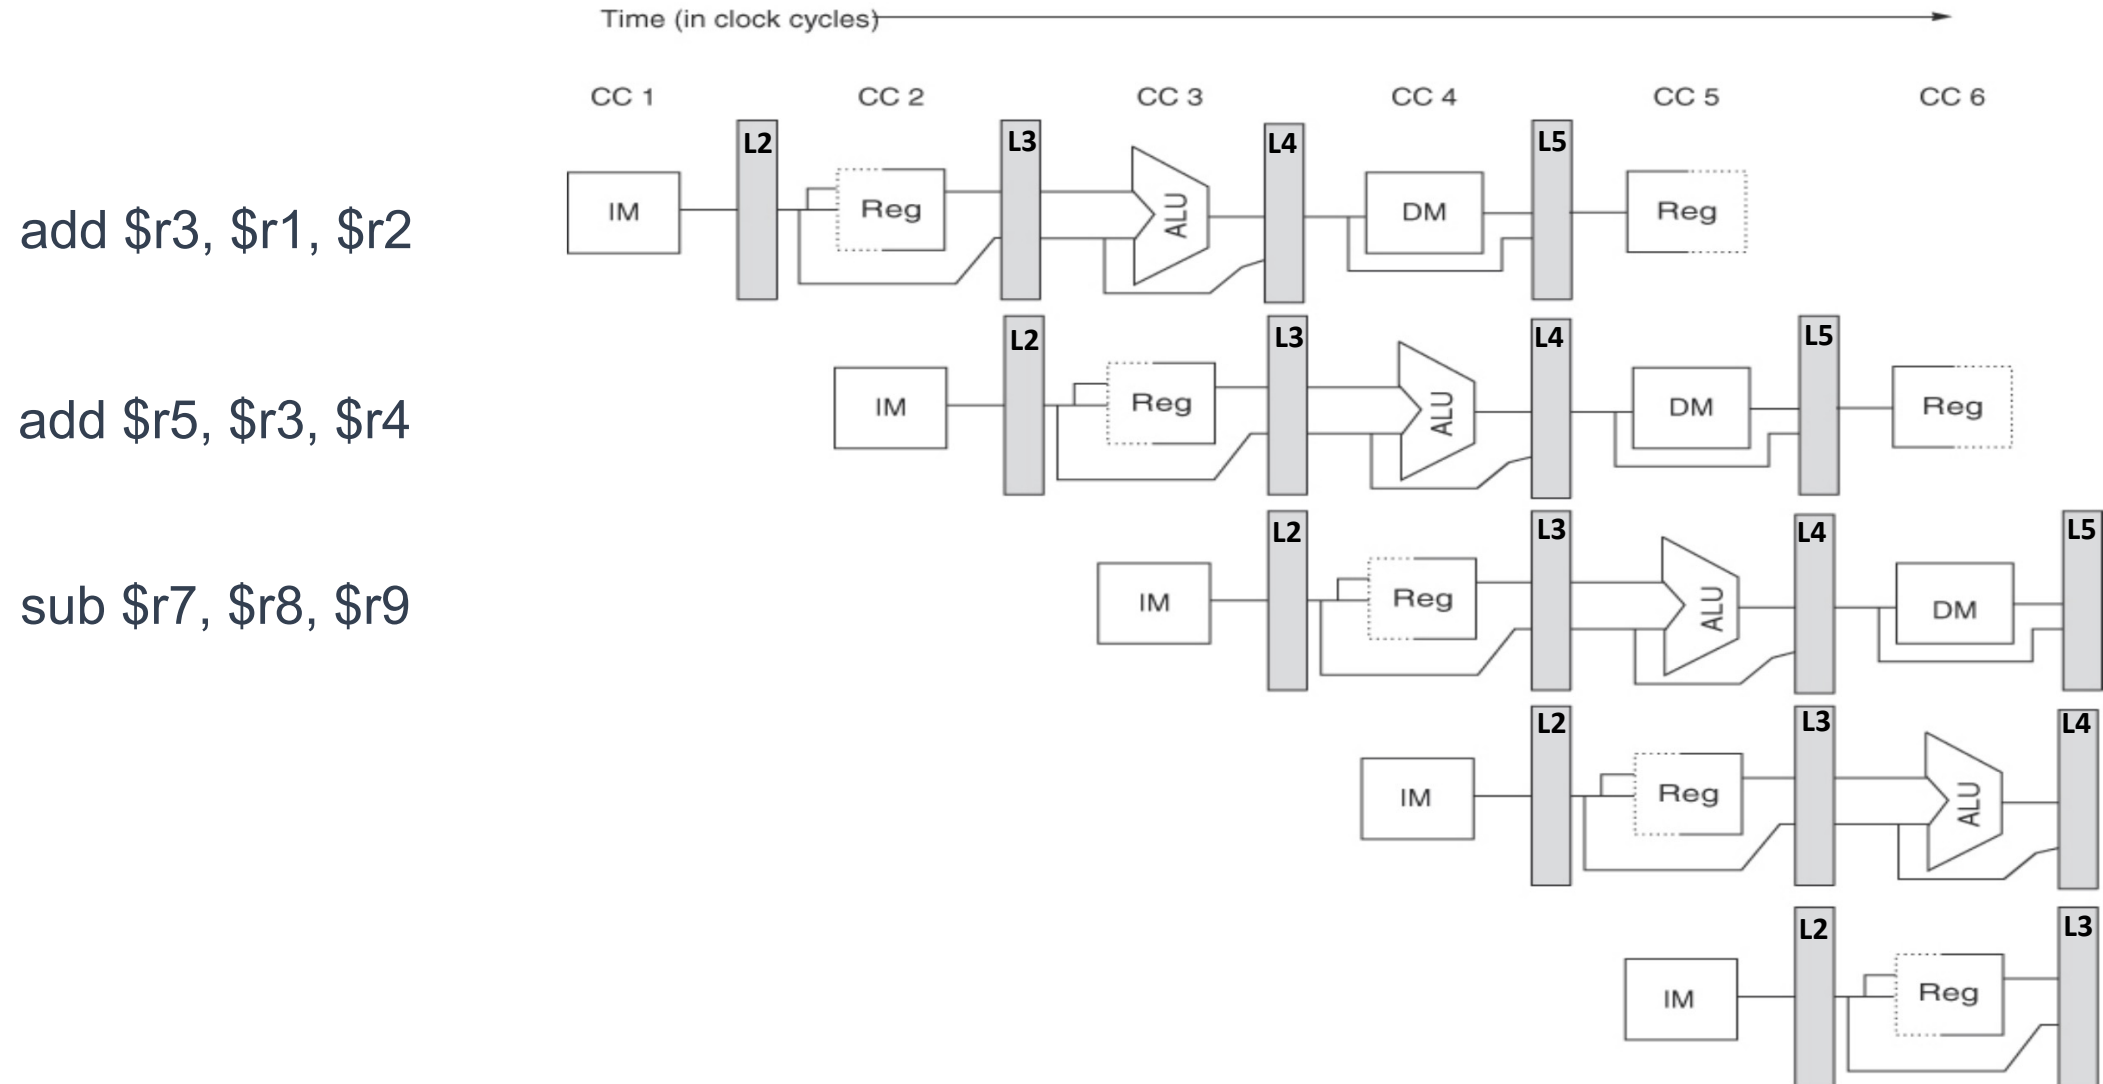 Time (in clock cycles)
CC 1 CC 2 CC 3 CC 4 CC 5 CC 6
L2 L3 L4 L5
add $r3, $r1, $r2 IM Reg ALU DM Reg
L2 L3 L4 L5
add $r5, $r3, $r4 IM Reg ALU DM Reg
L2 L3 L4 L5
sub $r7, $r8, $r9 IM Reg ALU DM
L2 L3 L4
IM Reg ALU
L2 L3
IM Reg